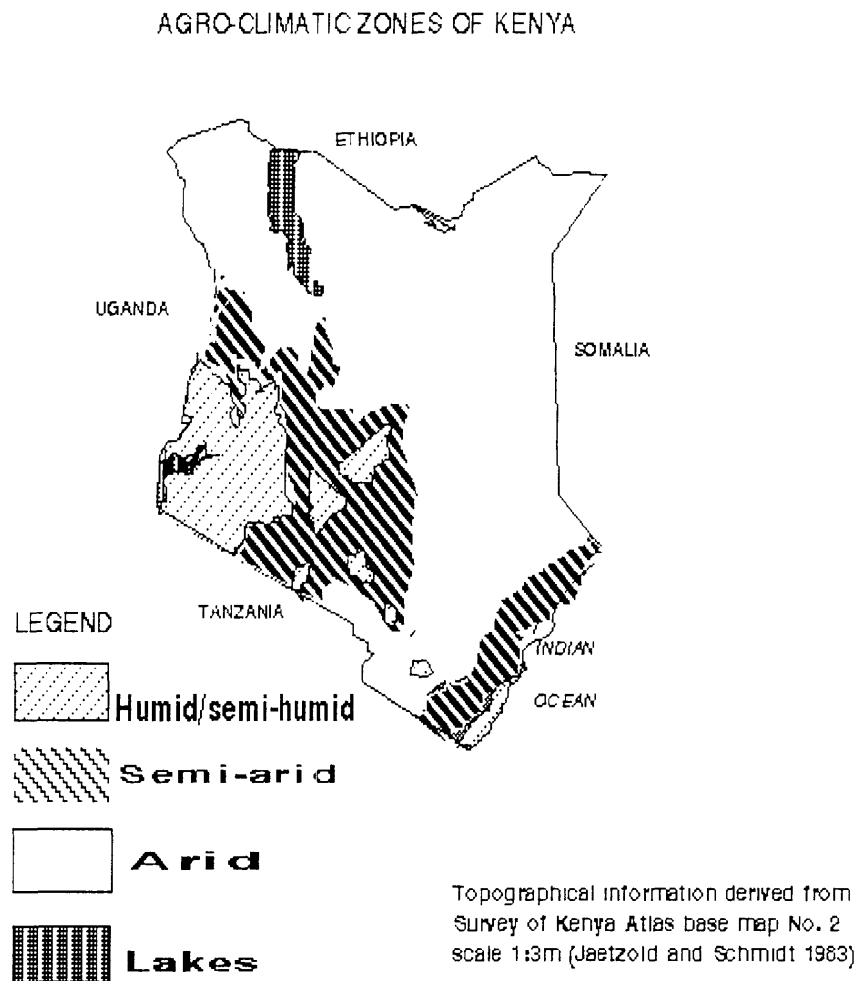 AGRO-CLIMATIC ZONES OF KENYA
ETHIOPIA
UGANDA
SOMALIA
TANZANIA
INDIAN
OCEAN
LEGEND
Humid/semi-humid
Semi-arid
Arid
Lakes
Topographical information derived from
Survey of Kenya Atlas base map No. 2
scale 1:3m (Jaetzold and Schmidt 1983)